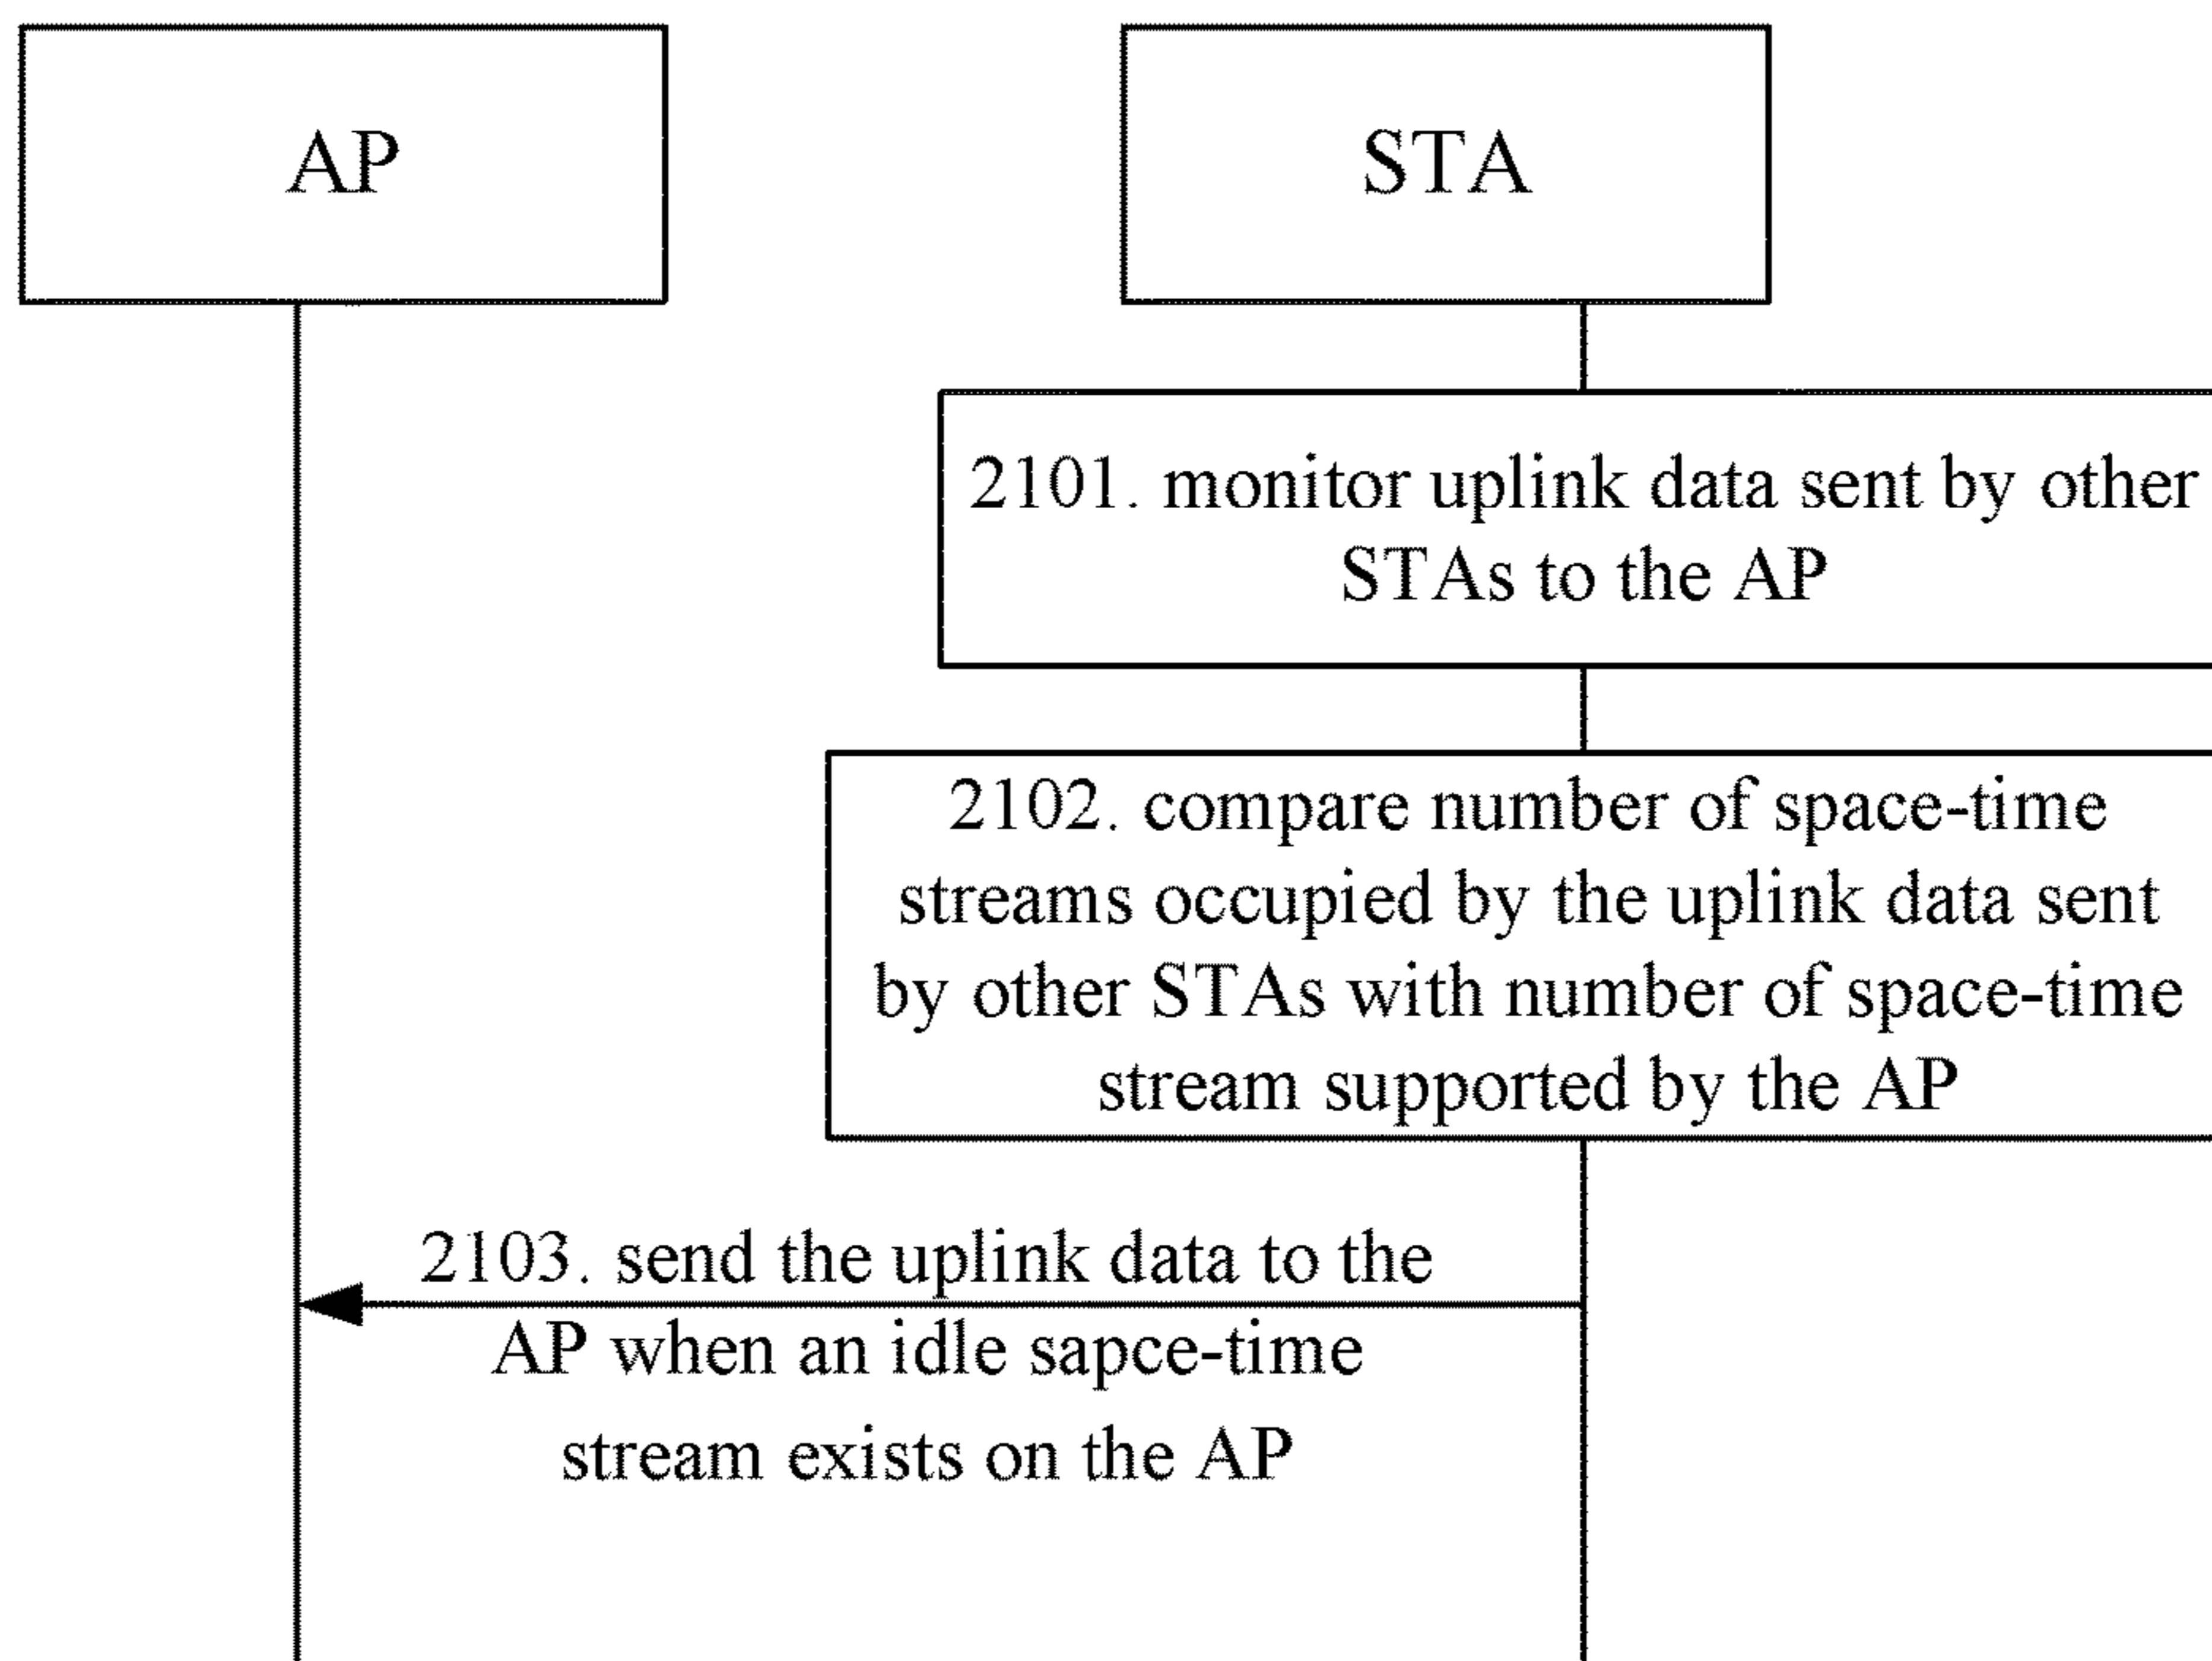 AP
STA
2101. monitor uplink data sent by other
STAs to the AP
2102. compare number of space-time
streams occupied by the uplink data sent
by other STAs with number of space-time
stream supported by the AP
2103. send the uplink data to the
AP when an idle sapce-time
stream exists on the AP